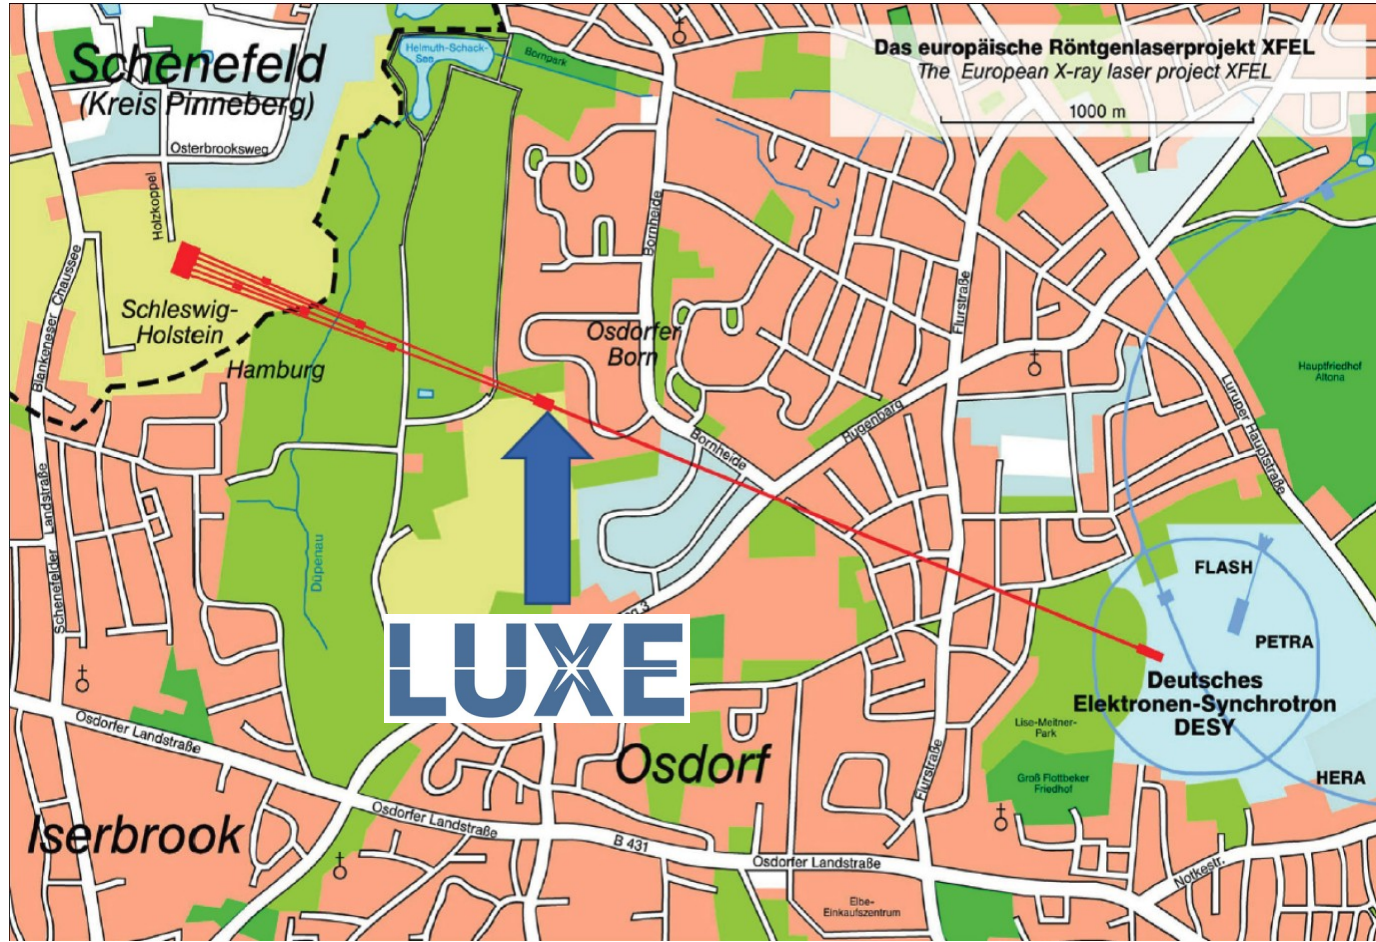 Schenefeld
(Kreis Pinneberg)
Helmuth-Schack-
See
Bornpark
Das europäische Röntgenlaserprojekt XFEL
The European X-ray laser project XFEL
1000 m
Osterbrooksweg
Holzkoppel
Blankeneser Chaussee
Bornheide
Flurstraße
Schleswig-
Holstein
Hamburg
Osdorfer
Born
Hauptfriedhof
Altona
Luruper Hauptstraße
Rugenbarg
Bornheide
Schenefelder Landstraße
Düpenau
FLASH
PETRA
LUXE
Deutsches
Elektronen-Synchrotron
DESY
HERA
Lise-Meitner-
Park
Groß Flottbeker
Friedhof
Flurstraße
Osdorf
Osdorfer Landstraße
Iserbrook
Osdorfer Landstraße
B 431
Osdorfer Landstraße
Notkestr.
Elbe-
Einkaufszentrum